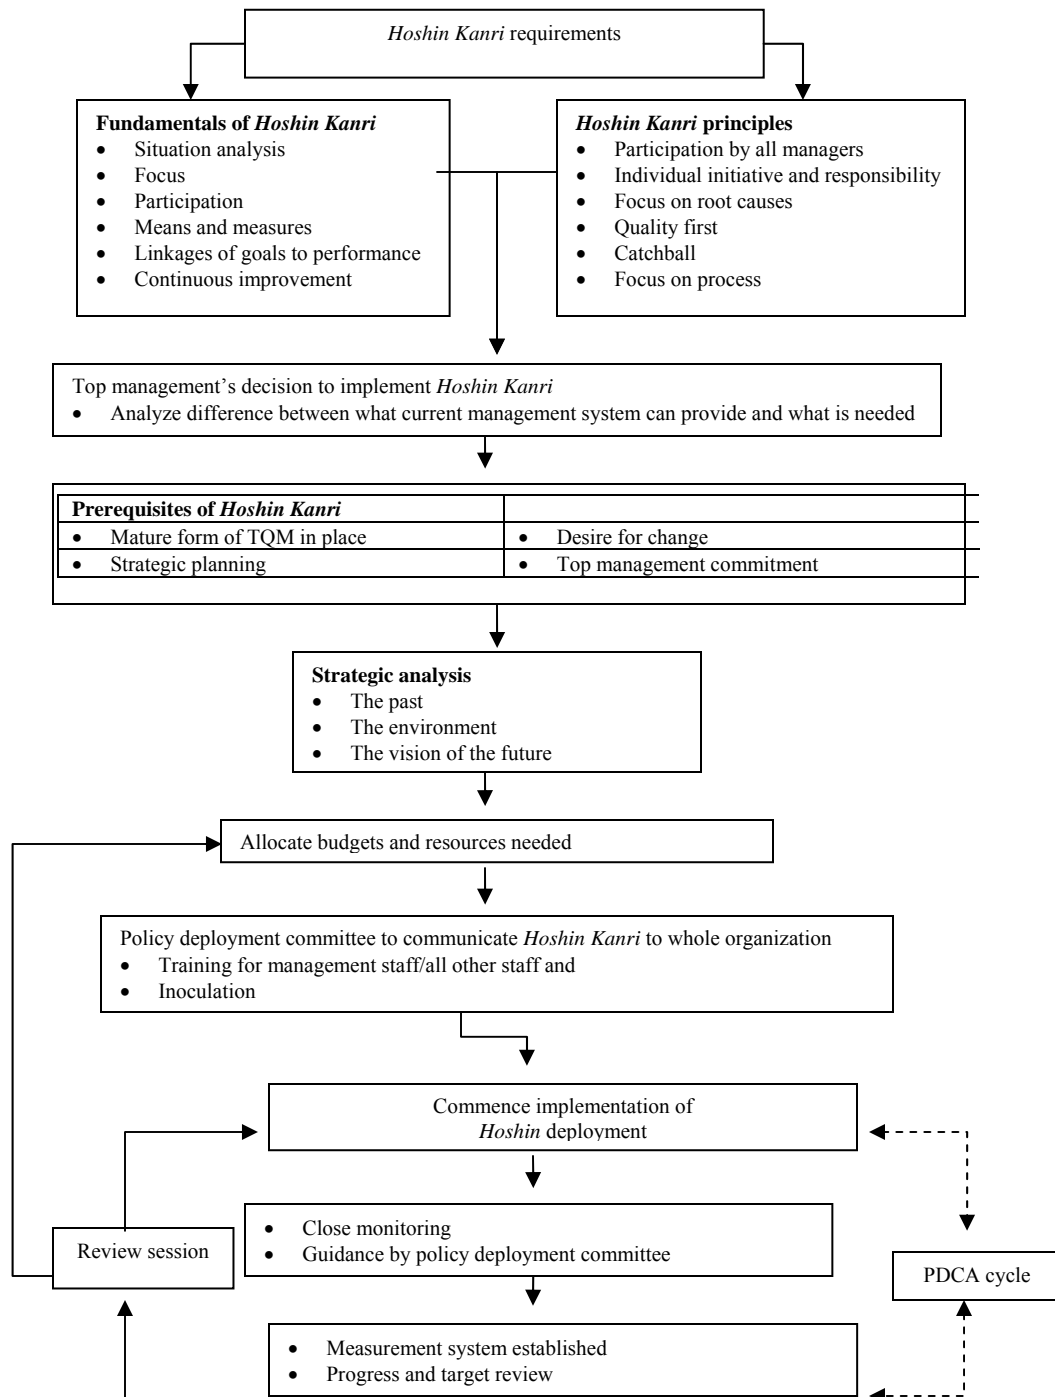 Hoshin Kanri requirements
Fundamentals of Hoshin Kanri
• Situation analysis
• Focus
• Participation
• Means and measures
• Linkages of goals to performance
• Continuous improvement
Hoshin Kanri principles
• Participation by all managers
• Individual initiative and responsibility
• Focus on root causes
• Quality first
• Catchball
• Focus on process
Top management’s decision to implement Hoshin Kanri
• Analyze difference between what current management system can provide and what is needed
Prerequisites of Hoshin Kanri
• Mature form of TQM in place
• Desire for change
• Strategic planning
• Top management commitment
Strategic analysis
• The past
• The environment
• The vision of the future
Allocate budgets and resources needed
Policy deployment committee to communicate Hoshin Kanri to whole organization
• Training for management staff/all other staff and
• Inoculation
Commence implementation of
Hoshin deployment
Review session
• Close monitoring
• Guidance by policy deployment committee
PDCA cycle
• Measurement system established
• Progress and target review